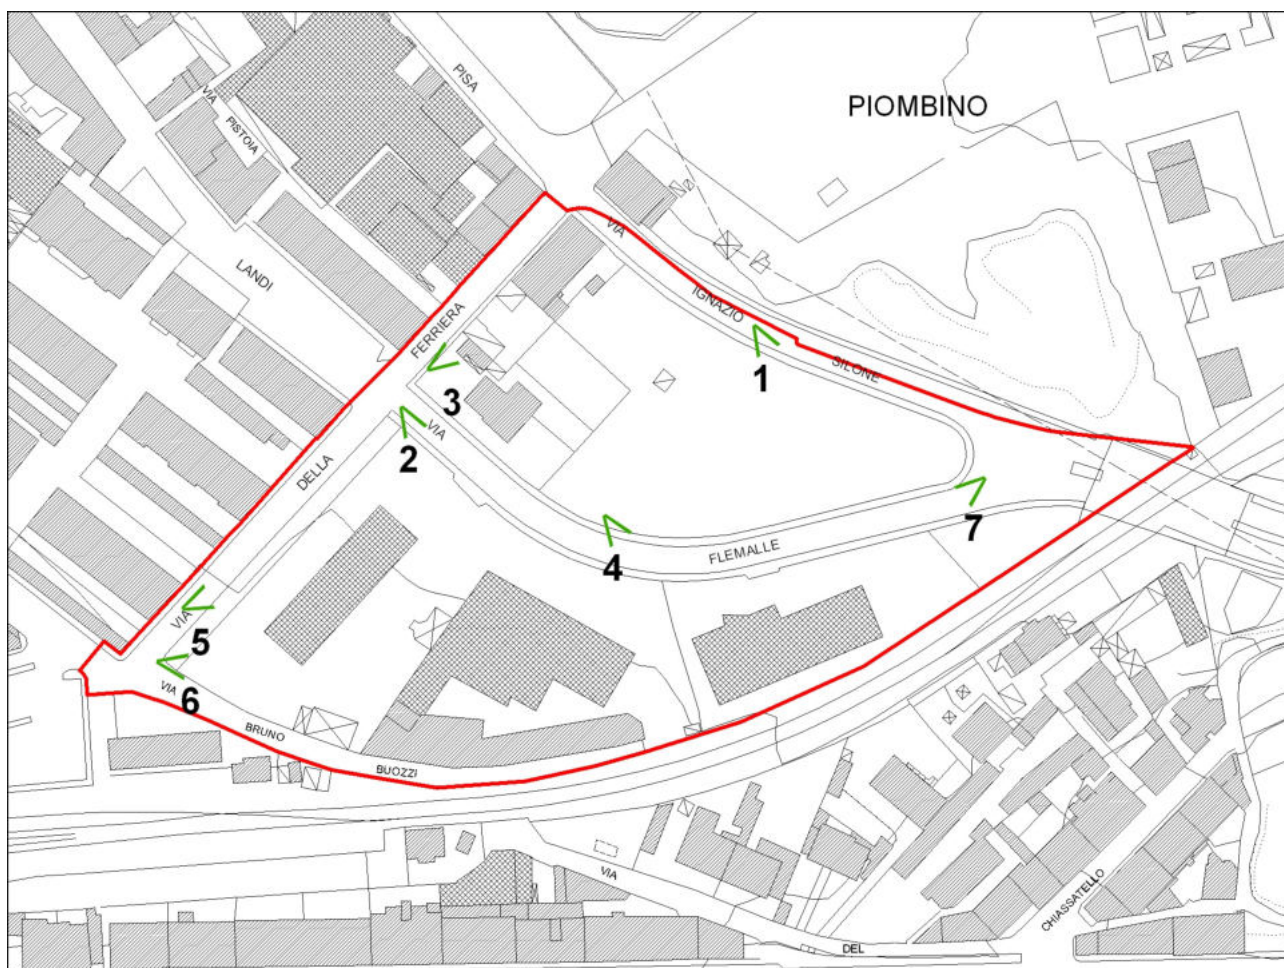 PISA
PIOMBINO
VIA
PISTOIA
VIA
LANDI
IGNAZIO
FERRIERA
1
SILONE
3
VIA
2
DELLA
7
4
FLEMALLE
VIA
5
VIA
6
BRUNO
BUOZZI
VIA
CHIASSATELLO
DEL